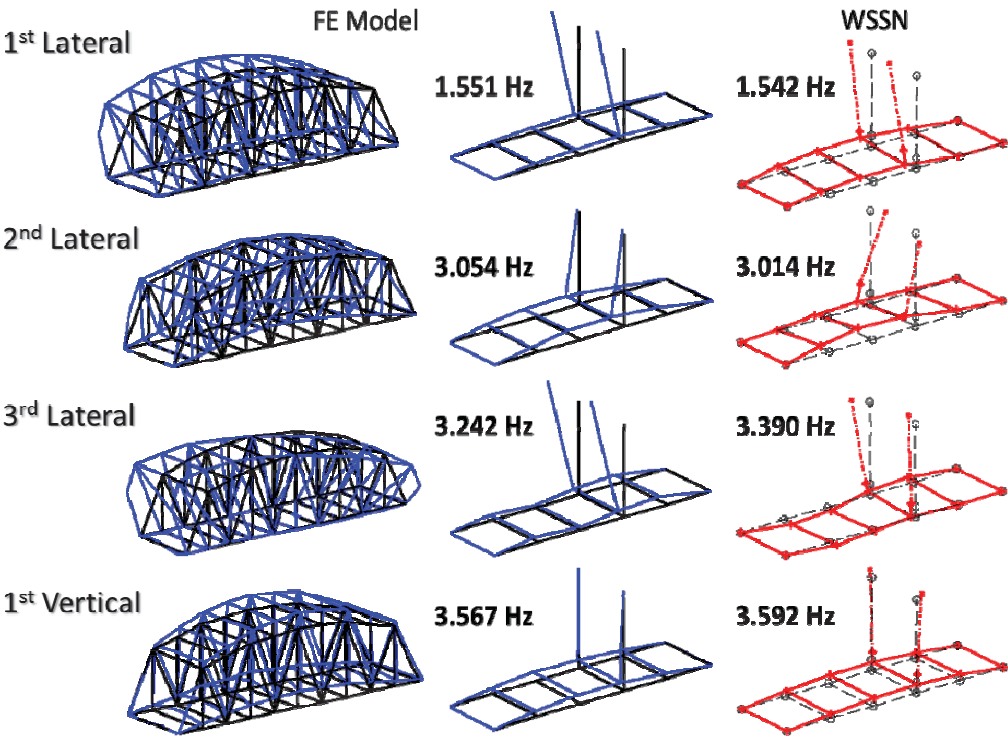 FE Model WSSN
1st Lateral
1.551 Hz 1.542 Hz
2nd Lateral
3.054 Hz 3.014 Hz
3rd Lateral
3.242 Hz 3.390 Hz
1st Vertical
3.567 Hz 3.592 Hz